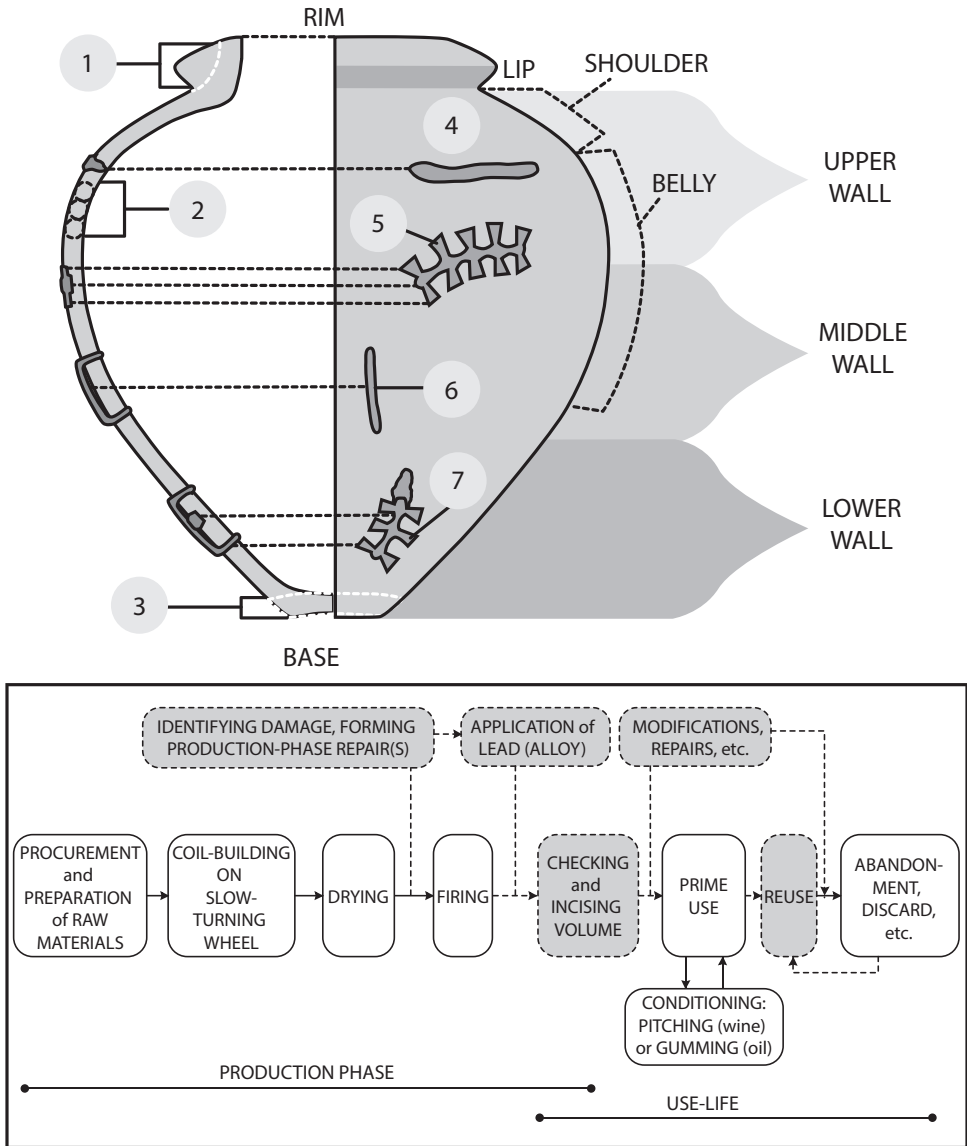 RIM
1
LIP
SHOULDER
4
UPPER
WALL
BELLY
2
5
MIDDLE
WALL
6
7
LOWER
WALL
3
BASE
IDENTIFYING DAMAGE, FORMING
PRODUCTION-PHASE REPAIR(S)
APPLICATION of
LEAD (ALLOY)
MODIFICATIONS,
REPAIRS, etc.
PROCUREMENT
and
PREPARATION
of RAW
MATERIALS
COIL-BUILDING
ON
SLOW-
TURNING
WHEEL
DRYING
FIRING
CHECKING
and
INCISING
VOLUME
PRIME
USE
REUSE
ABANDON-
MENT,
DISCARD,
etc.
CONDITIONING:
PITCHING (wine)
or GUMMING (oil)
PRODUCTION PHASE
USE-LIFE